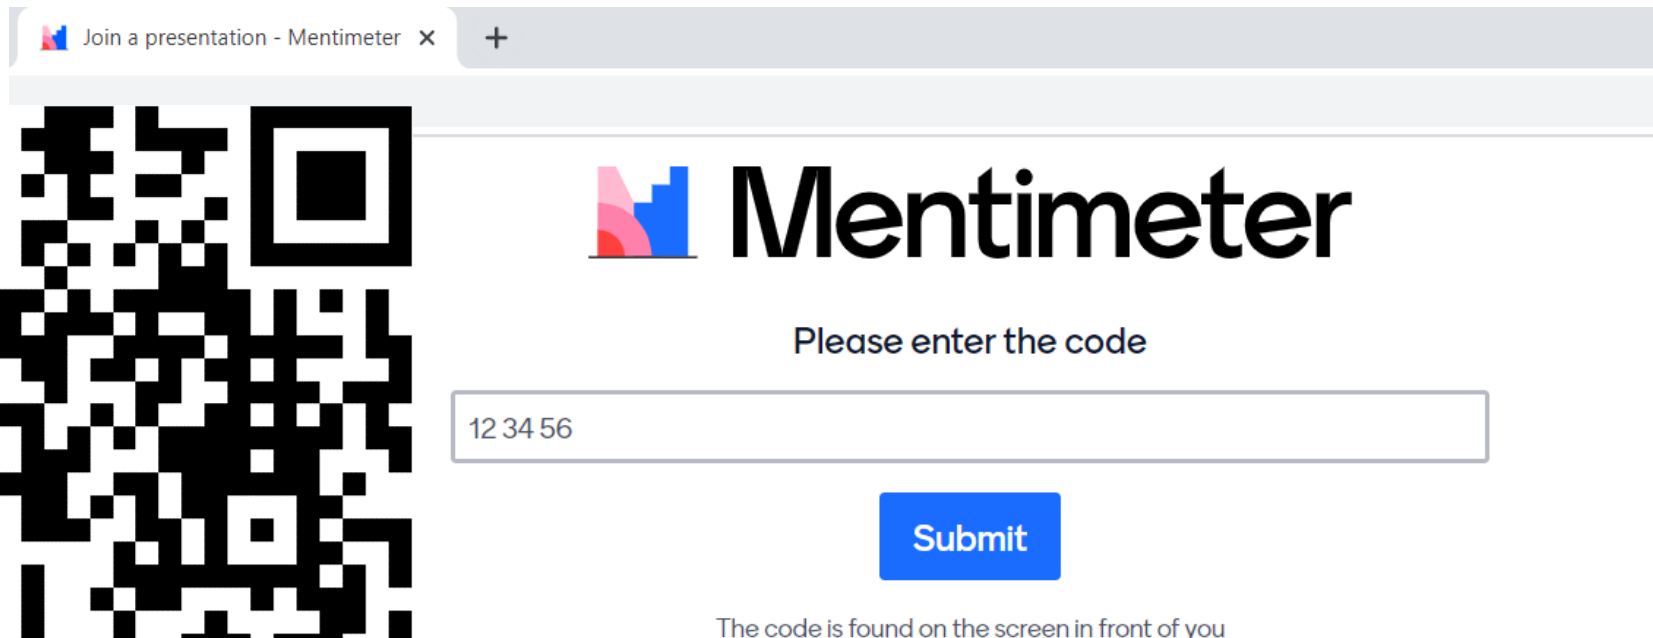 Join a presentation - Mentimeter
Mentimeter
Please enter the code
12 34 56
Submit
The code is found on the screen in front of you